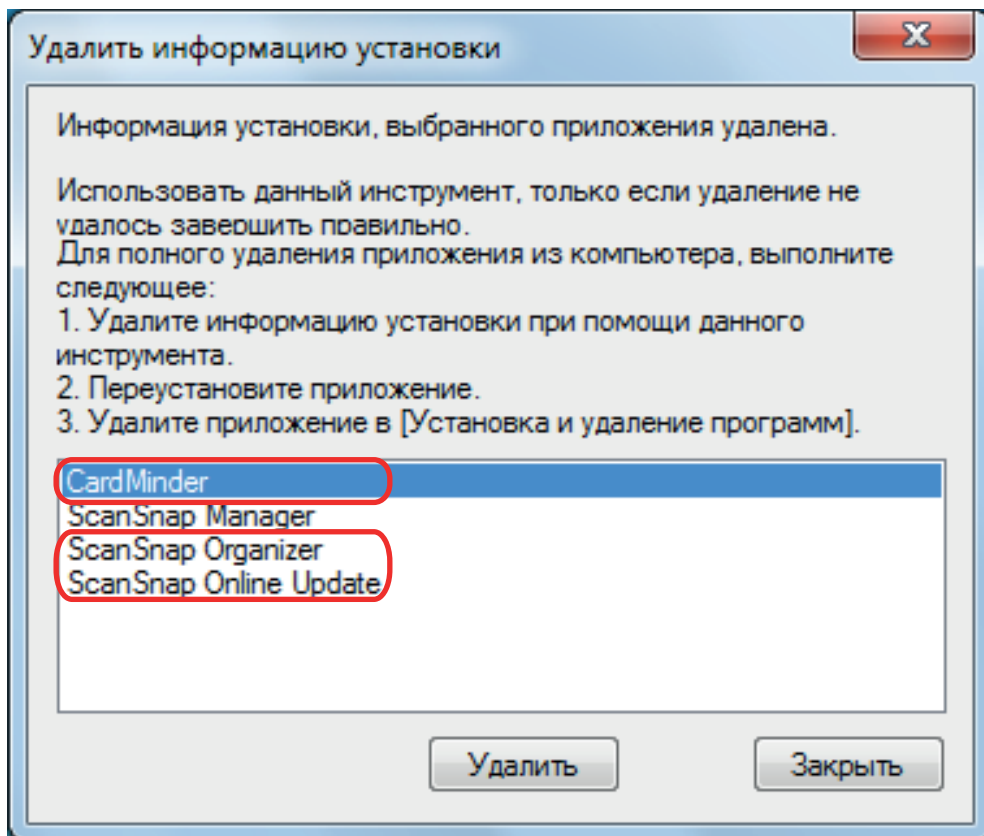 Удалить информацию установки
Информация установки, выбранного приложения удалена.
Использовать данный инструмент, только если удаление не
удалось завершить правильно.
Для полного удаления приложения из компьютера, выполните
следующее:
1. Удалите информацию установки при помощи данного
инструмента.
2. Переустановите приложение.
3. Удалите приложение в [Установка и удаление программ].
CardMinder
ScanSnap Manager
ScanSnap Organizer
ScanSnap Online Update
Удалить
Закрыть